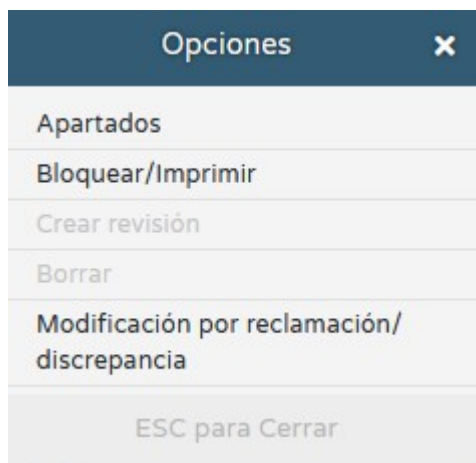 Opciones
Apartados
Bloquear/Imprimir
Crear revisión
Borrar
Modificación por reclamación/
discrepancia
ESC para Cerrar